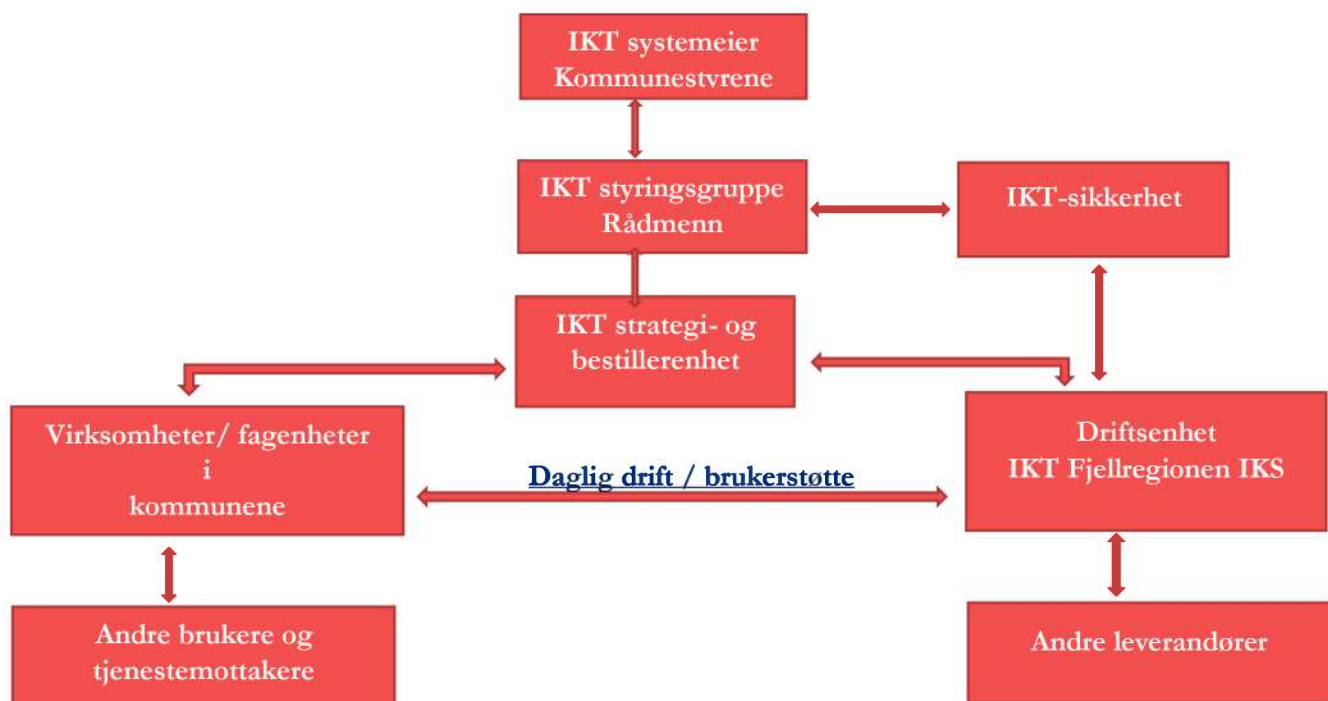 IKT systemeier
Kommunestyrene
IKT styringsgruppe
Rådmenn
IKT-sikkerhet
IKT strategi- og
bestillerenhet
Virksomheter/ fagenheter
i
kommunene
Daglig drift / brukerstøtte
Driftsenhet
IKT Fjellregionen IKS
Andre brukere og
tjenestemottakere
Andre leverandører